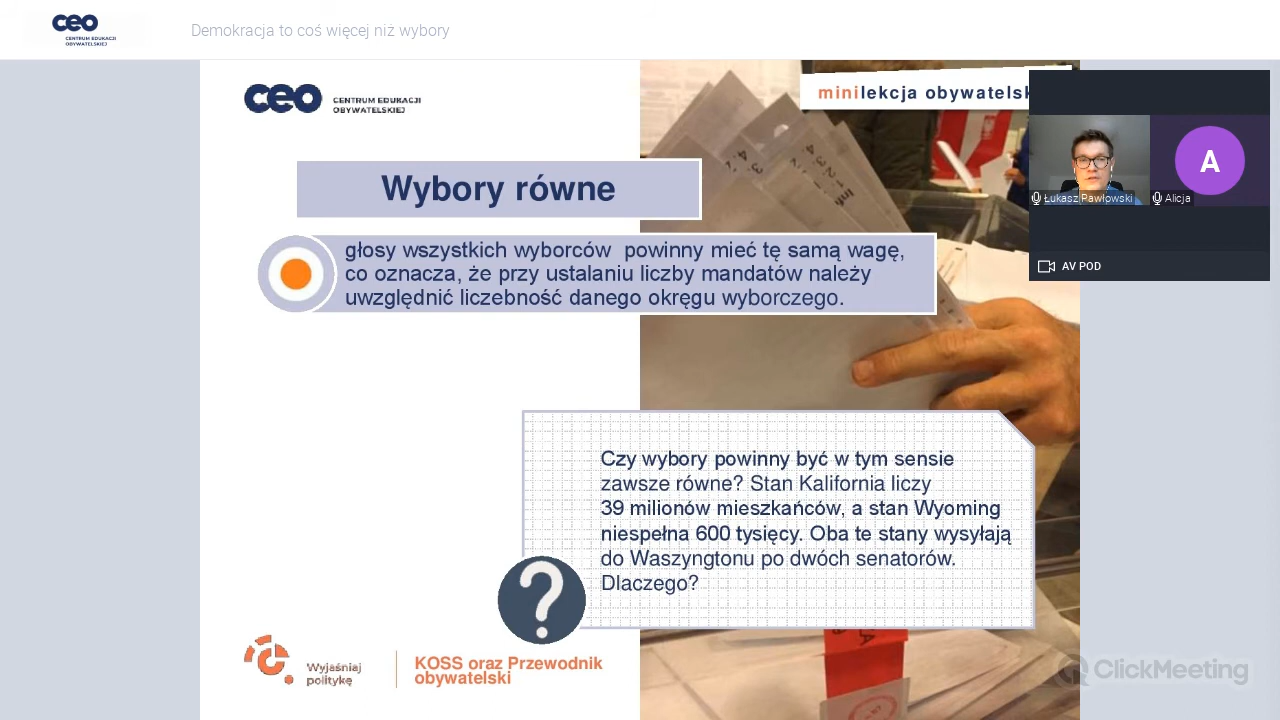 ceo
CENTRUM EDUKACJI
OBYWATELSKIEJ
Demokracja to coś więcej niż wybory
ceo
CENTRUM EDUKACJI
OBYWATELSKIEJ
minilekcja obywatelsk
Wybory równe
głosy wszystkich wyborców powinny mieć tę samą wagę,
co oznacza, że przy ustalaniu liczby mandatów należy
uwzględnić liczebność danego okręgu wyborczego.
A
Łukasz Pawłowski
Alicja
AV POD
Czy wybory powinny być w tym sensie
zawsze równe? Stan Kalifornia liczy
39 milionów mieszkańców, a stan Wyoming
niespełna 600 tysięcy. Oba te stany wysyłają
do Waszyngtonu po dwóch senatorów.
Dlaczego?
?
Wyjaśniaj
politykę
KOSS oraz Przewodnik
obywatelski
ClickMeeting